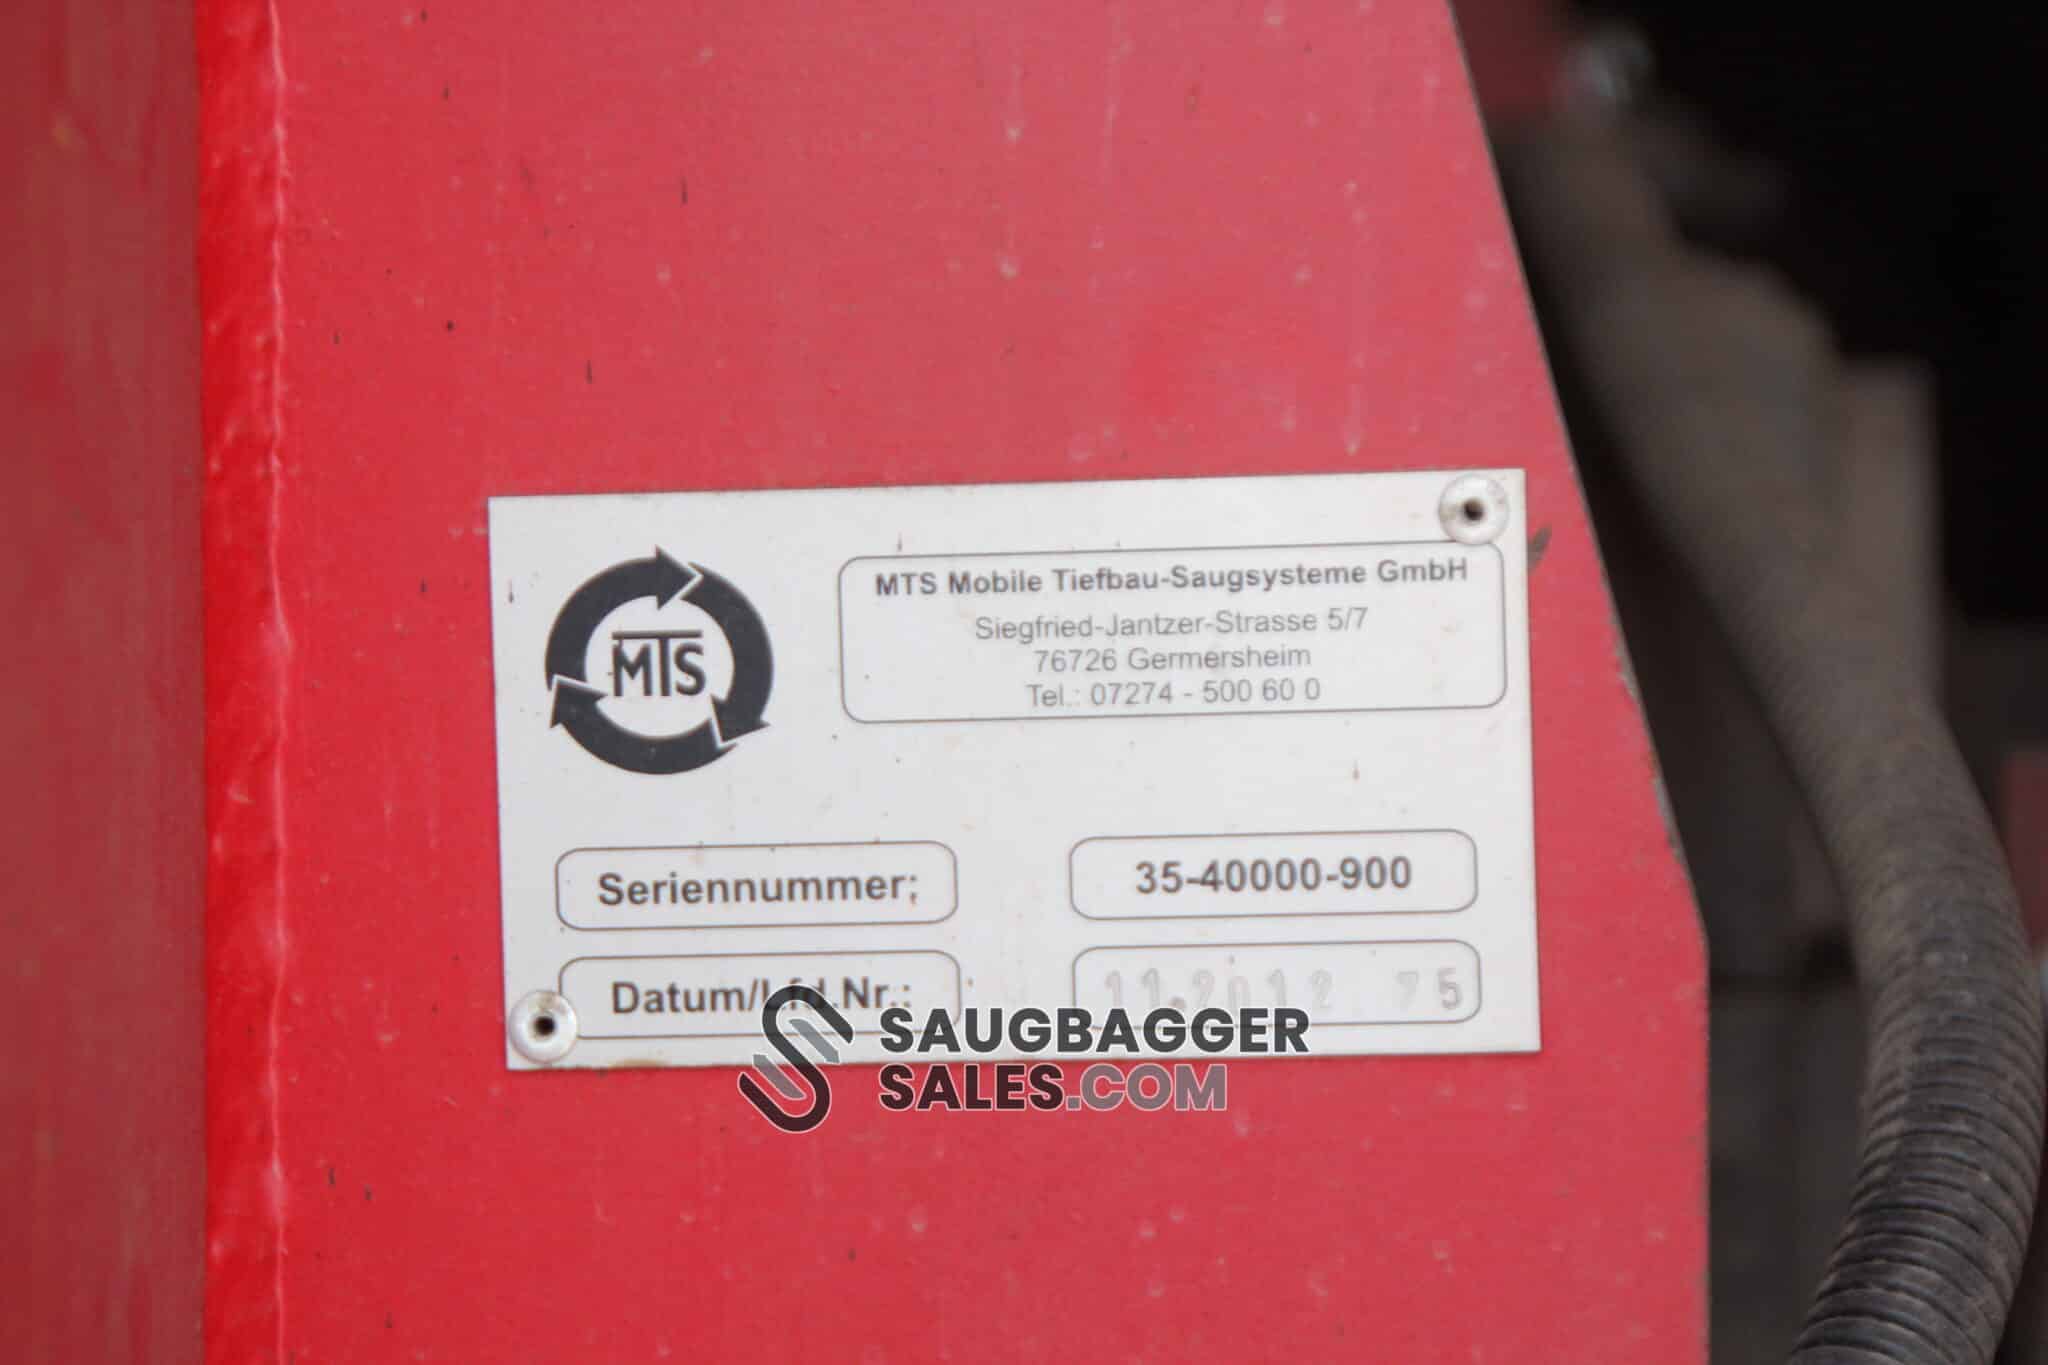 MTS
MTS Mobile Tiefbau-Saugsysteme GmbH
Siegfried-Jantzer-Strasse 5/7
76726 Germersheim
Tel.: 07274 - 500 60 0
Seriennummer;
35-40000-900
Datum/Lfd.Nr.:
11.2012 75
SAUGBAGGER
SALES.COM